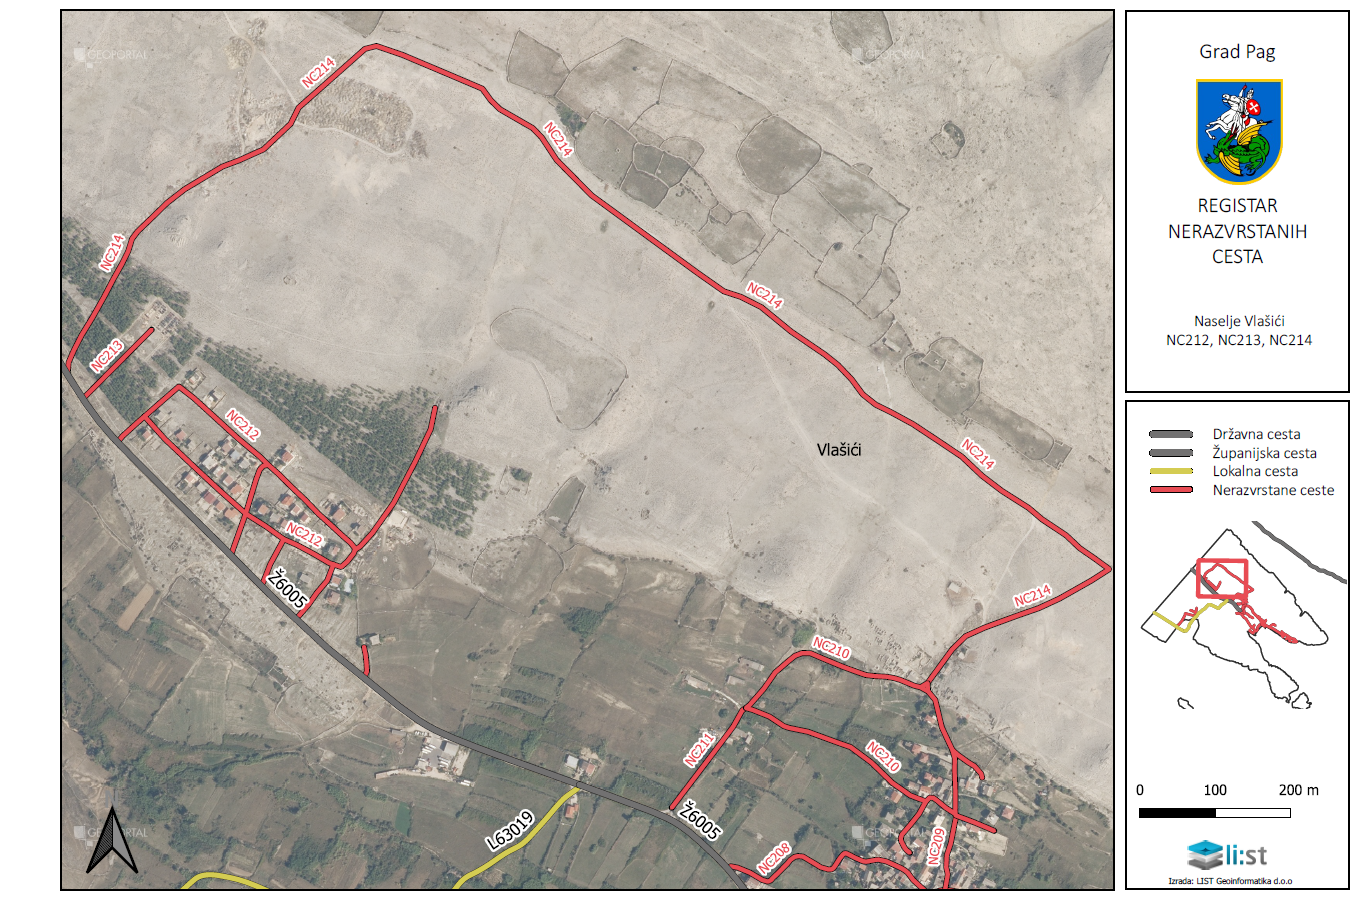 GEOPORTAL
GEOPORTAL
NC214
NC214
NC214
NC214
NC213
NC212
Vlašići
NC214
NC212
Ž6005
NC214
NC210
NC211
NC210
Ž6005
L63019
GEOPORTAL
GEOPORTAL
NC208
NC209
Grad Pag
REGISTAR
NERAZVRSTANIH
CESTA
Naselje Vlašići
NC212, NC213, NC214
Državna cesta
Županijska cesta
Lokalna cesta
Nerazvrstane ceste
0 100 200 m
li:st
Izrada: LIST Geoinformatika d.o.o